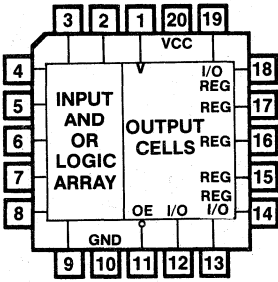 3 2 1 20 19
VCC
4 18
I/O
REG
5 17
INPUT
AND
OR
LOGIC
ARRAY
REG
OUTPUT
CELLS
6 16
REG
7 15
REG
REG
8 14
OE I/O I/O
GND
9 10 11 12 13